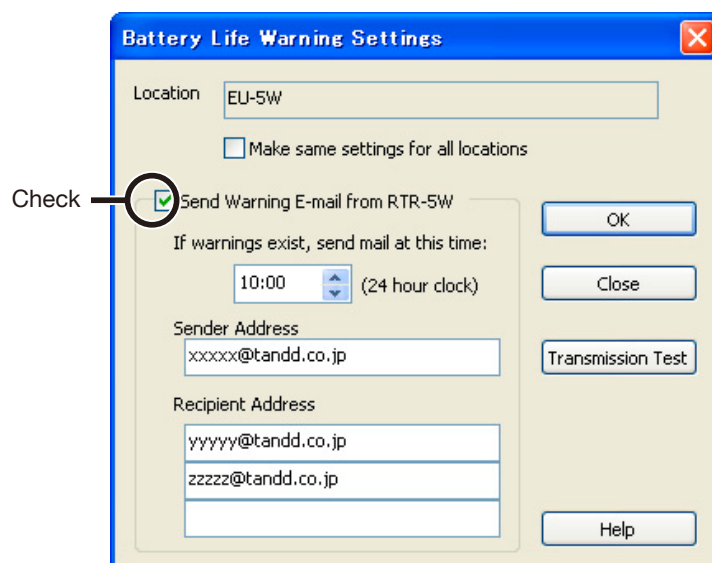 Battery Life Warning Settings
Location
EU-5W
Make same settings for all locations
Check
Send Warning E-mail from RTR-5W
OK
If warnings exist, send mail at this time:
10:00
(24 hour clock)
Close
Sender Address
xxxxx@tandd.co.jp
Transmission Test
Recipient Address
yyyyy@tandd.co.jp
zzzzz@tandd.co.jp
Help